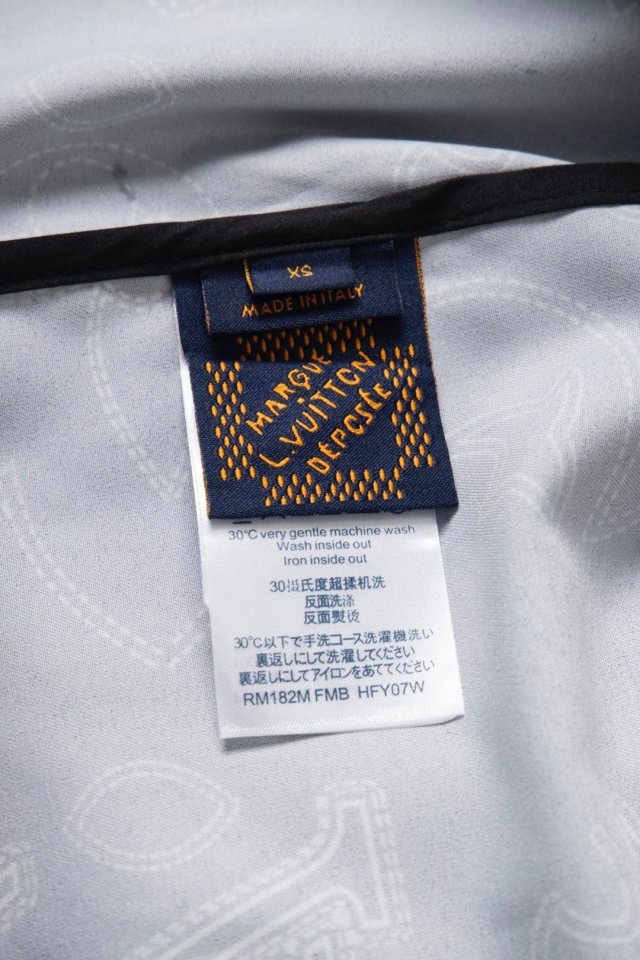 XS
MADE IN ITALY
MARQUE
L. VUITTON
DÉPOSÉE
30°C very gentle machine wash
Wash inside out
Iron inside out
30摄氏度超揉机洗
反面洗涤
反面熨烫
30°C以下で手洗コース洗濯機洗い
裏返しにして洗濯してください
裏返しにしてアイロンをあててください
RM182M FMB HFY07W